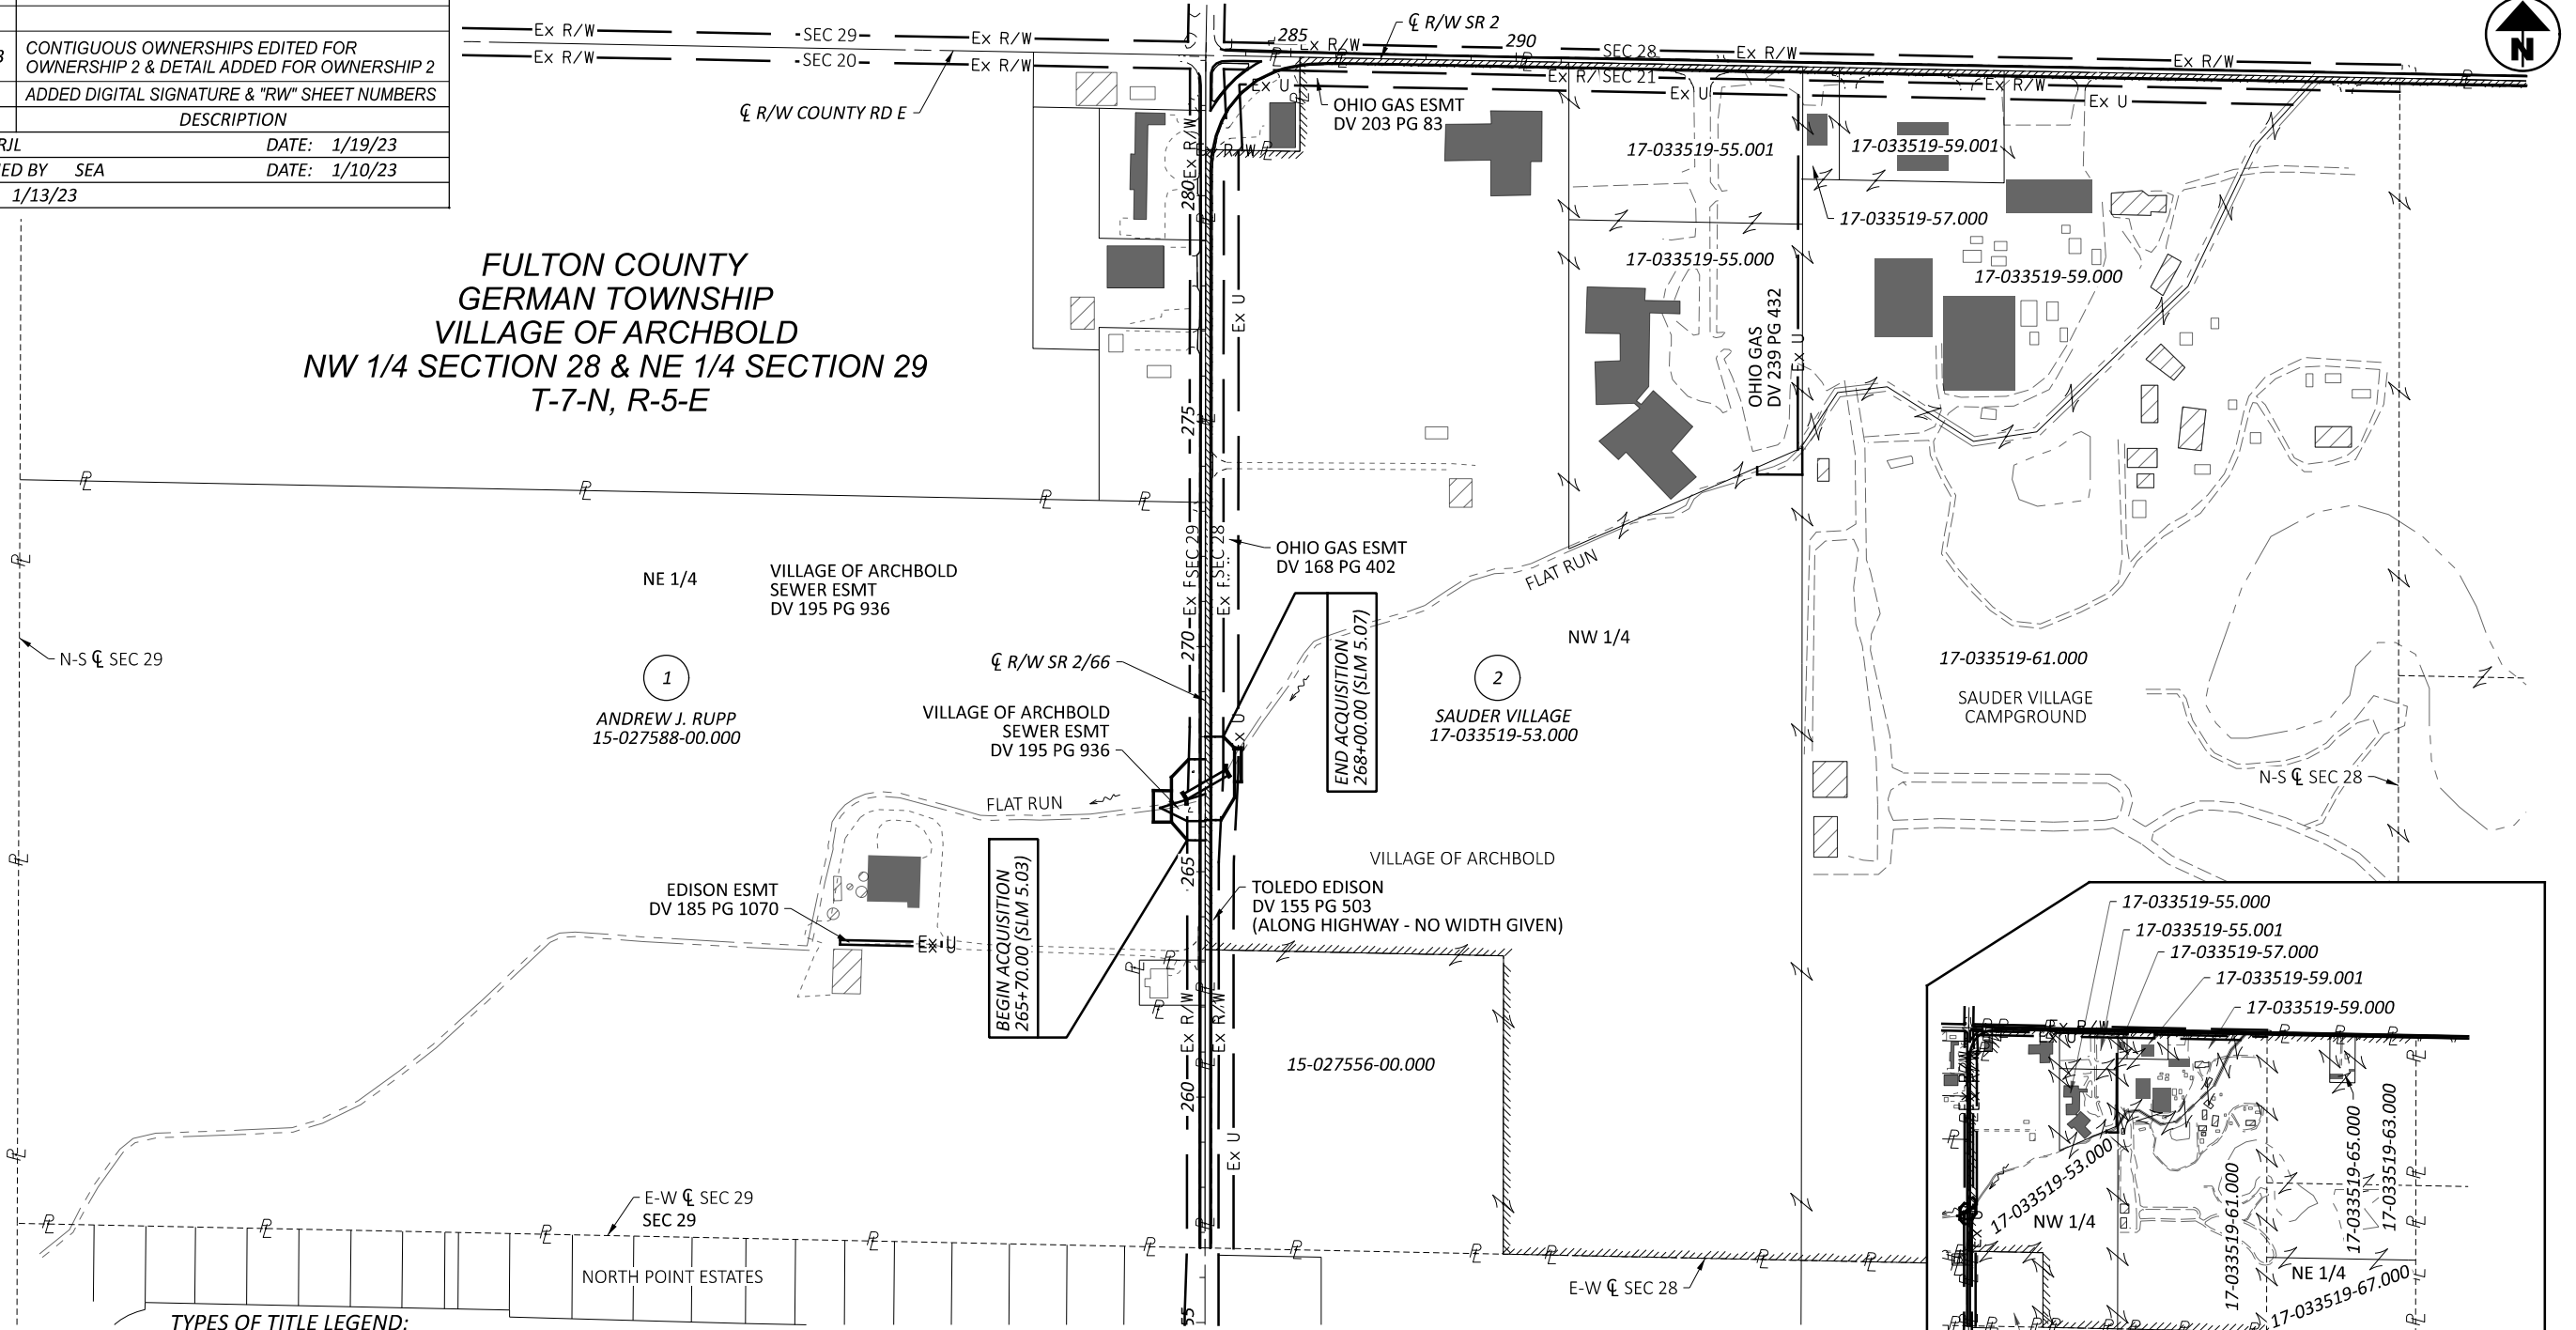 CONTIGUOUS OWNERSHIPS EDITED FOR
OWNERSHIP 2 & DETAIL ADDED FOR OWNERSHIP 2
ADDED DIGITAL SIGNATURE & "RW" SHEET NUMBERS
DESCRIPTION
RJL DATE: 1/19/23
ED BY SEA DATE: 1/10/23
1/13/23
Ex R/W SEC 29 Ex R/W
Ex R/W SEC 20 Ex R/W
℄ R/W COUNTY RD E
℄ R/W SR 2
285 Ex R/W 290 SEC 28 Ex R/W Ex R/W
SEC 21 Ex R/W
Ex U Ex U Ex U
N
OHIO GAS ESMT
DV 203 PG 83
17-033519-55.001
17-033519-59.001
17-033519-57.000
17-033519-55.000
17-033519-59.000
FULTON COUNTY
GERMAN TOWNSHIP
VILLAGE OF ARCHBOLD
NW 1/4 SECTION 28 & NE 1/4 SECTION 29
T-7-N, R-5-E
Ex R/W
280
Ex U
275
OHIO GAS
DV 239 PG 432
Ex U
SEC 29
SEC 28
OHIO GAS ESMT
DV 168 PG 402
FLAT RUN
NE 1/4
VILLAGE OF ARCHBOLD
SEWER ESMT
DV 195 PG 936
N-S ℄ SEC 29
270
℄ R/W SR 2/66
1
ANDREW J. RUPP
15-027588-00.000
VILLAGE OF ARCHBOLD
SEWER ESMT
DV 195 PG 936
END ACQUISITION
268+00.00 (SLM 5.07)
NW 1/4
2
SAUDER VILLAGE
17-033519-53.000
17-033519-61.000
SAUDER VILLAGE
CAMPGROUND
N-S ℄ SEC 28
FLAT RUN
BEGIN ACQUISITION
265+70.00 (SLM 5.03)
265
VILLAGE OF ARCHBOLD
EDISON ESMT
DV 185 PG 1070
Ex U
TOLEDO EDISON
DV 155 PG 503
(ALONG HIGHWAY - NO WIDTH GIVEN)
Ex R/W
Ex R/W
260
Ex U
15-027556-00.000
E-W ℄ SEC 29
SEC 29
NORTH POINT ESTATES
E-W ℄ SEC 28
TYPES OF TITLE LEGEND:
17-033519-55.000
17-033519-55.001
17-033519-57.000
17-033519-59.001
17-033519-59.000
17-033519-53.000
NW 1/4
17-033519-61.000
17-033519-65.000
17-033519-63.000
NE 1/4
17-033519-67.000